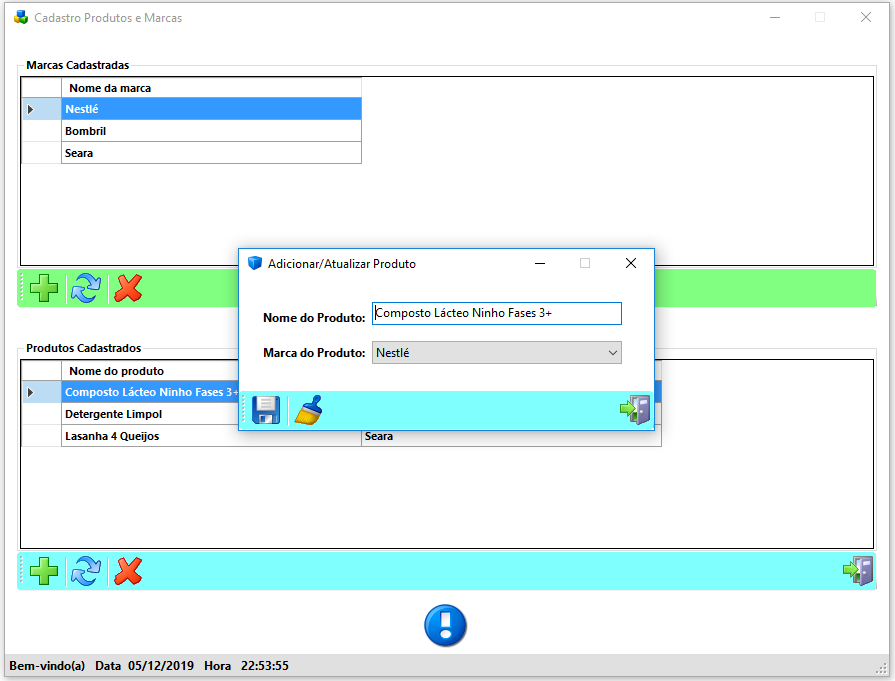 Cadastro Produtos e Marcas
Marcas Cadastradas
Nome da marca
Nestlé
Bombril
Seara
Adicionar/Atualizar Produto
Nome do Produto: Composto Lácteo Ninho Fases 3+
Marca do Produto: Nestlé
Produtos Cadastrados
Nome do produto
Composto Lácteo Ninho Fases 3+
Detergente Limpol
Lasanha 4 Queijos Seara
Bem-vindo(a) Data 05/12/2019 Hora 22:53:55